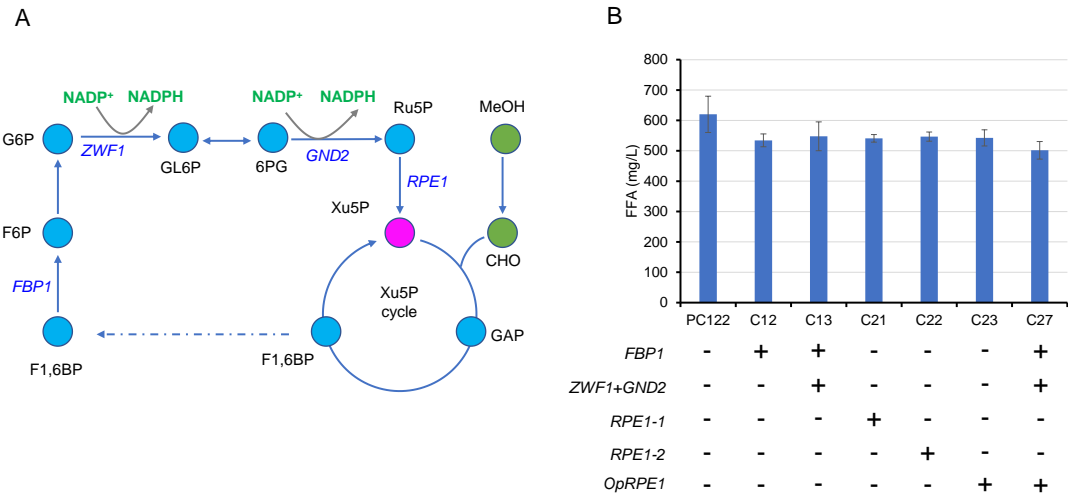 A
NADP⁺ NADPH
NADP⁺ NADPH
Ru5P
MeOH
G6P
ZWF1
GL6P
6PG
GND2
RPE1
Xu5P
F6P
CHO
FBP1
Xu5P
cycle
GAP
F1,6BP
F1,6BP
B
FFA (mg/L)
800
700
600
500
400
300
200
100
0
PC122 C12 C13 C21 C22 C23 C27
FBP1 - + + - - - +
ZWF1+GND2 - - + - - - +
RPE1-1 - - - + - - -
RPE1-2 - - - - + - -
OpRPE1 - - - - - + +